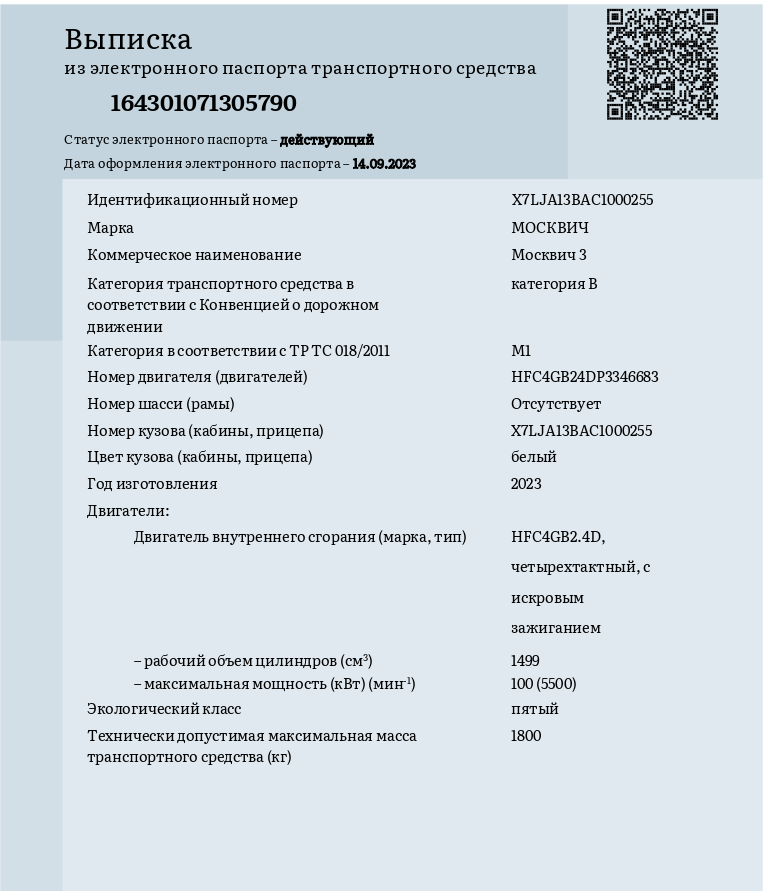 Выписка
из электронного паспорта транспортного средства
164301071305790
Статус электронного паспорта – действующий
Дата оформления электронного паспорта – 14.09.2023
Идентификационный номер X7LJA13BAC1000255
Марка МОСКВИЧ
Коммерческое наименование Москвич 3
Категория транспортного средства в категория B
соответствии с Конвенцией о дорожном
движении
Категория в соответствии с ТР ТС 018/2011 M1
Номер двигателя (двигателей) HFC4GB24DP3346683
Номер шасси (рамы) Отсутствует
Номер кузова (кабины, прицепа) X7LJA13BAC1000255
Цвет кузова (кабины, прицепа) белый
Год изготовления 2023
Двигатели:
Двигатель внутреннего сгорания (марка, тип) HFC4GB2.4D,
четырехтактный, с
искровым
зажиганием
– рабочий объем цилиндров (см³) 1499
– максимальная мощность (кВт) (мин⁻¹) 100 (5500)
Экологический класс пятый
Технически допустимая максимальная масса 1800
транспортного средства (кг)